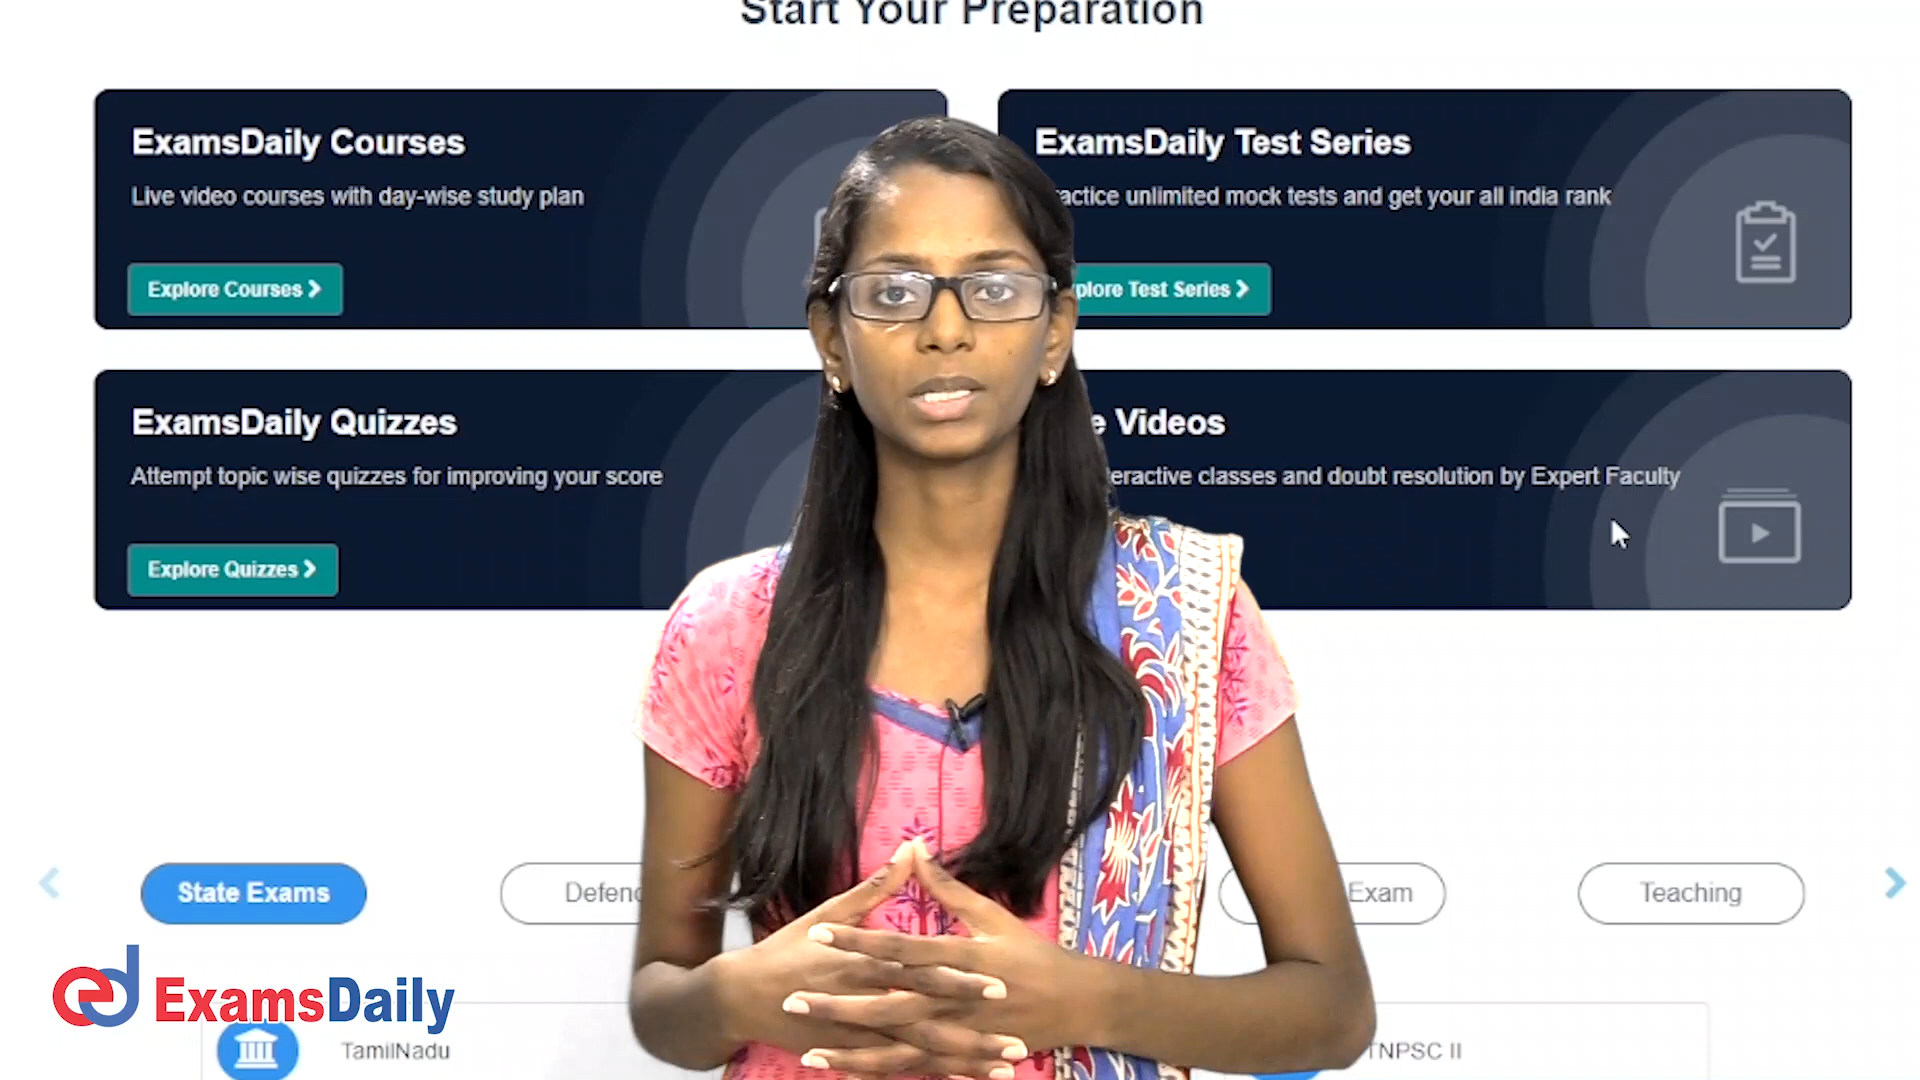 Start Your Preparation
ExamsDaily Courses
Live video courses with day-wise study plan
Explore Courses
ExamsDaily Test Series
actice unlimited mock tests and get your all india rank
plore Test Series
ExamsDaily Quizzes
Attempt topic wise quizzes for improving your score
Explore Quizzes
e Videos
teractive classes and doubt resolution by Expert Faculty
State Exams
Defenc
Exam
Teaching
ed ExamsDaily
TamilNadu
TNPSC II